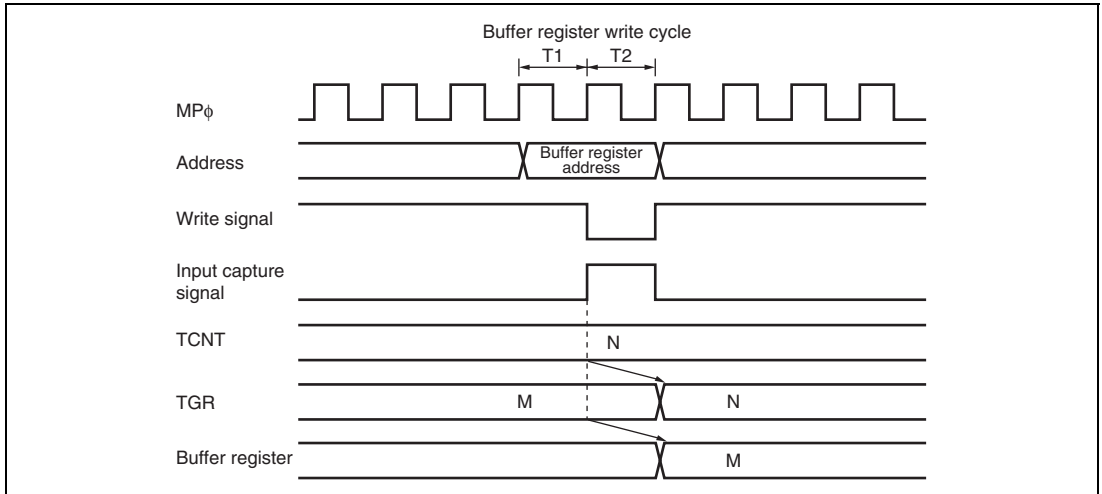 Buffer register write cycle
T1 T2
MPφ
Address
Buffer register
address
Write signal
Input capture
signal
TCNT
N
TGR
M N
Buffer register
M